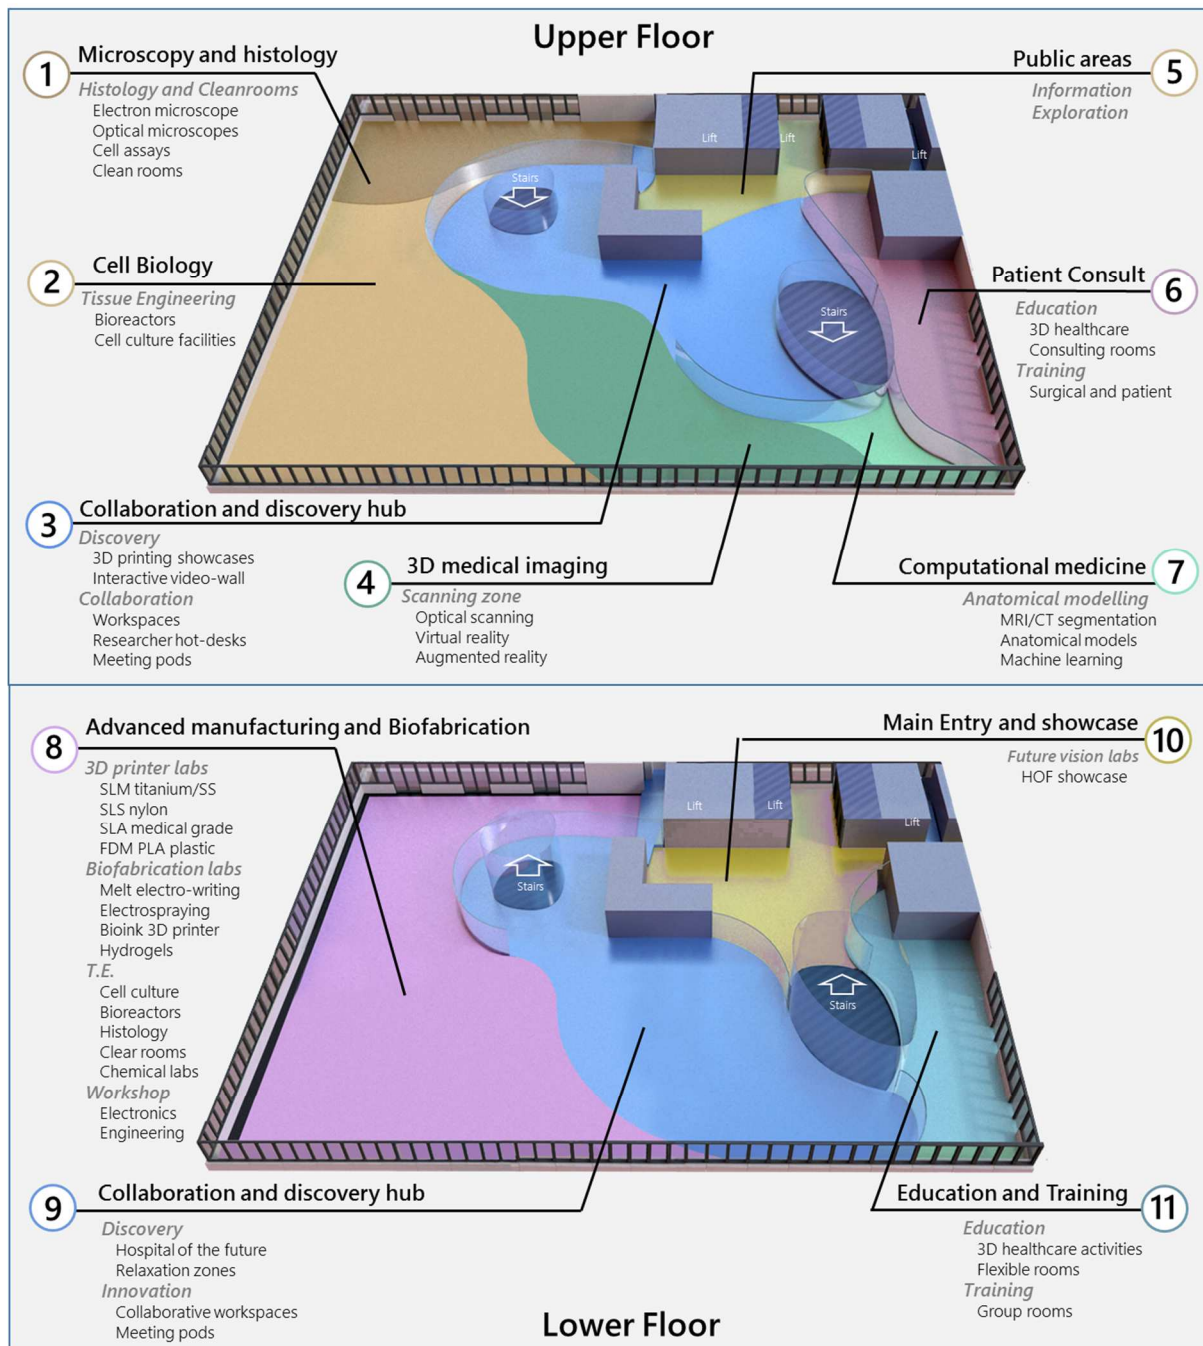 Upper Floor
1
Microscopy and histology
Histology and Cleanrooms
Electron microscope
Optical microscopes
Cell assays
Clean rooms
Public areas
5
Information
Exploration
Lift
Lift
Lift
Stairs
Stairs
2
Cell Biology
Tissue Engineering
Bioreactors
Cell culture facilities
Patient Consult
6
Education
3D healthcare
Consulting rooms
Training
Surgical and patient
3
Collaboration and discovery hub
Discovery
3D printing showcases
Interactive video-wall
Collaboration
Workspaces
Researcher hot-desks
Meeting pods
4
3D medical imaging
Scanning zone
Optical scanning
Virtual reality
Augmented reality
Computational medicine
7
Anatomical modelling
MRI/CT segmentation
Anatomical models
Machine learning
8
Advanced manufacturing and Biofabrication
3D printer labs
SLM titanium/SS
SLS nylon
SLA medical grade
FDM PLA plastic
Biofabrication labs
Melt electro-writing
Electrospraying
Bioink 3D printer
Hydrogels
T.E.
Cell culture
Bioreactors
Histology
Clear rooms
Chemical labs
Workshop
Electronics
Engineering
Main Entry and showcase
10
Future vision labs
HOF showcase
Lift
Lift
Lift
Stairs
Stairs
9
Collaboration and discovery hub
Discovery
Hospital of the future
Relaxation zones
Innovation
Collaborative workspaces
Meeting pods
Education and Training
11
Education
3D healthcare activities
Flexible rooms
Training
Group rooms
Lower Floor